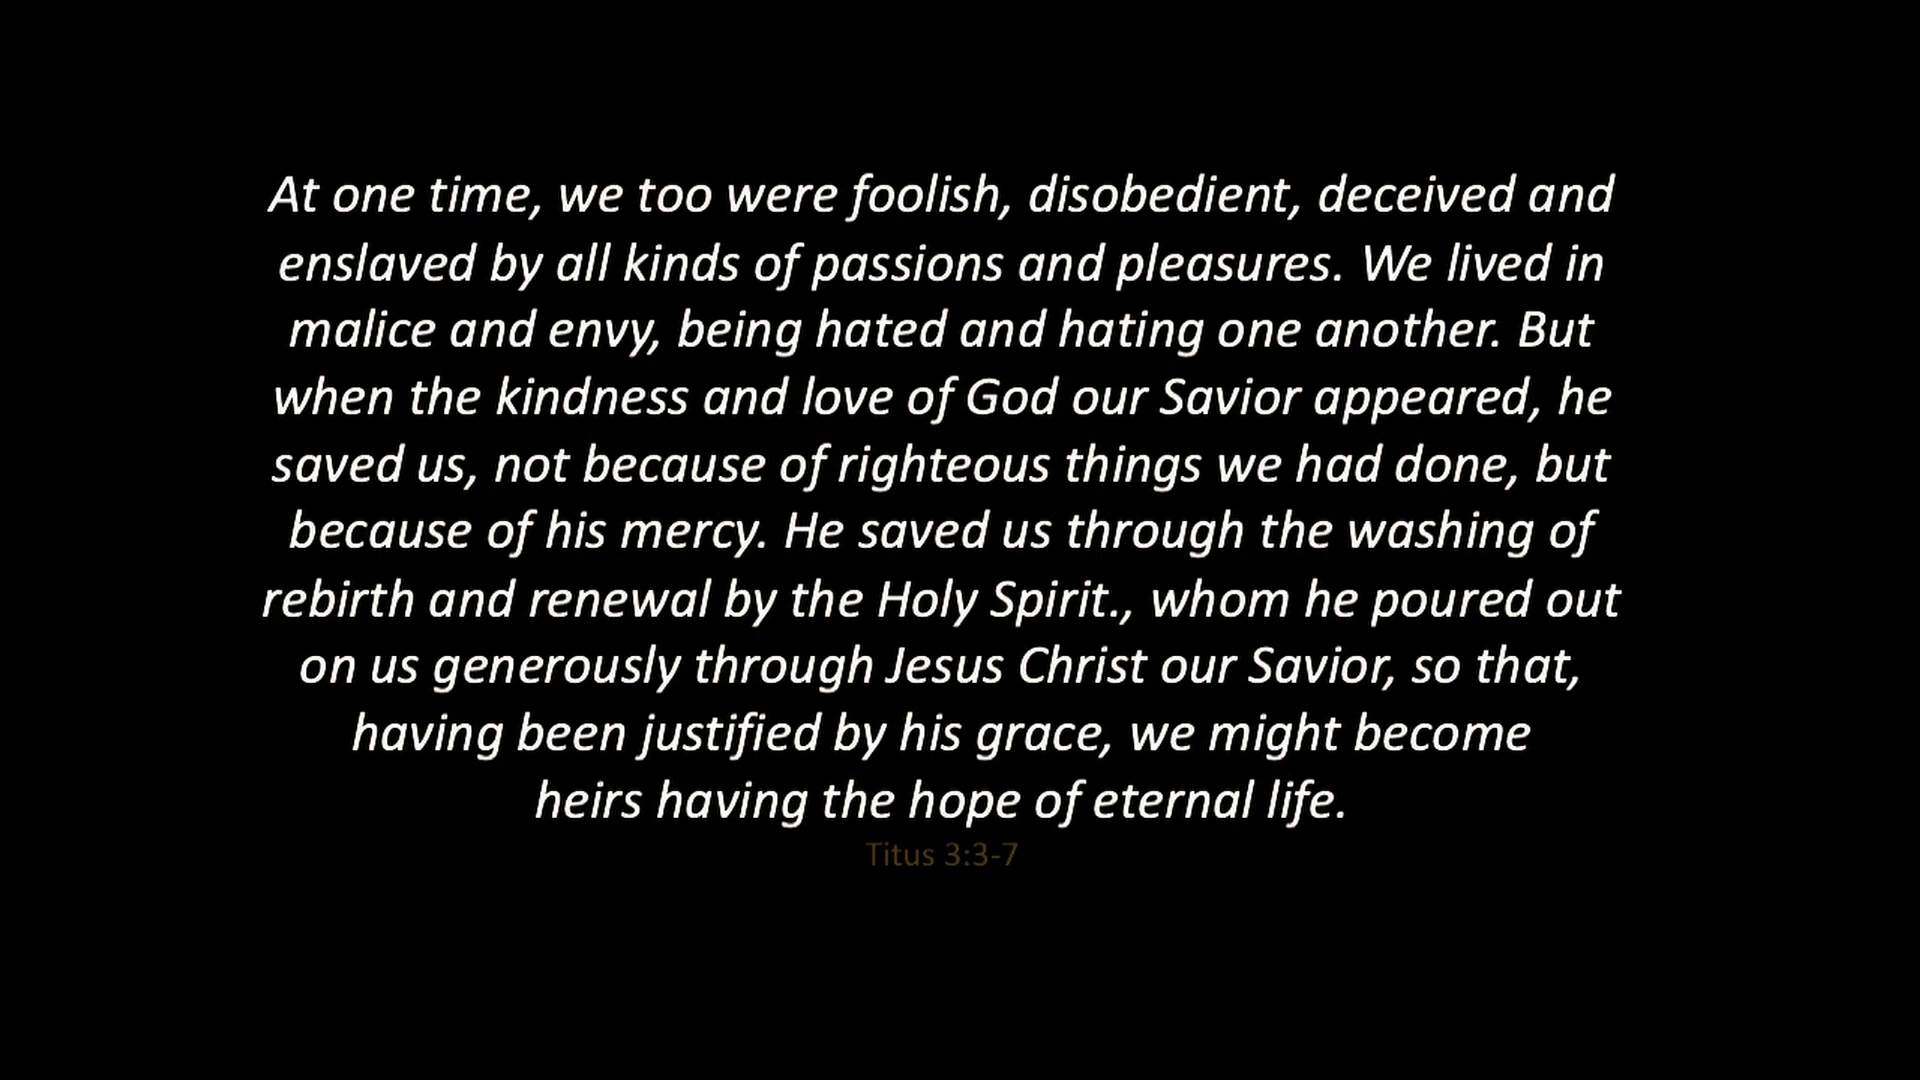 At one time, we too were foolish, disobedient, deceived and
enslaved by all kinds of passions and pleasures. We lived in
malice and envy, being hated and hating one another. But
when the kindness and love of God our Savior appeared, he
saved us, not because of righteous things we had done, but
because of his mercy. He saved us through the washing of
rebirth and renewal by the Holy Spirit., whom he poured out
on us generously through Jesus Christ our Savior, so that,
having been justified by his grace, we might become
heirs having the hope of eternal life.
Titus 3:3-7